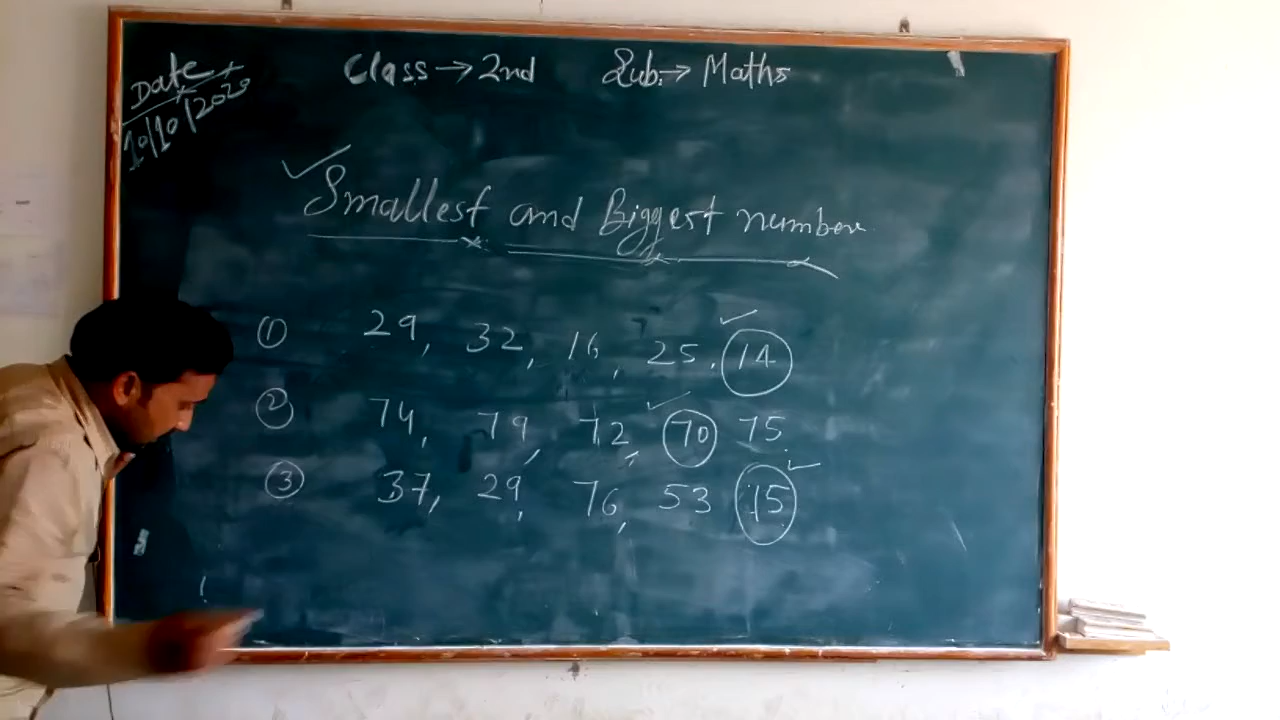 Date
10/10/2020
Class → 2nd Sub:→ Maths
Smallest and Biggest number
① 29, 32, 16, 25, 14
② 74, 79, 72, 70 75
③ 37, 29, 76, 53 15